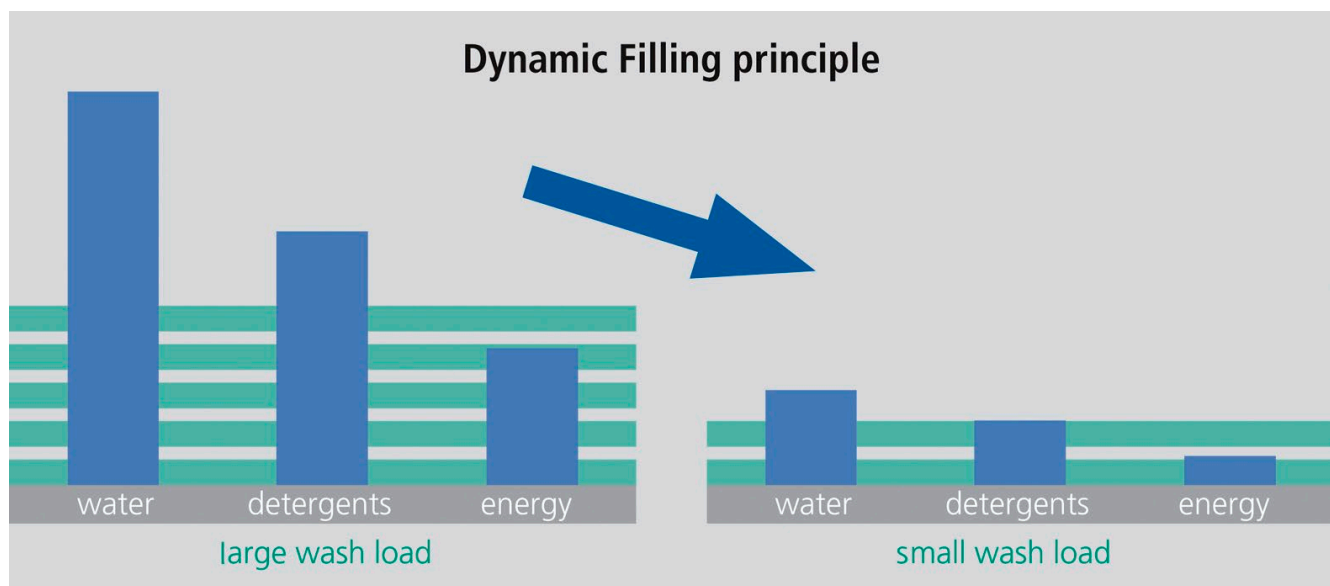 Dynamic Filling principle
water detergents energy
large wash load
water detergents energy
small wash load